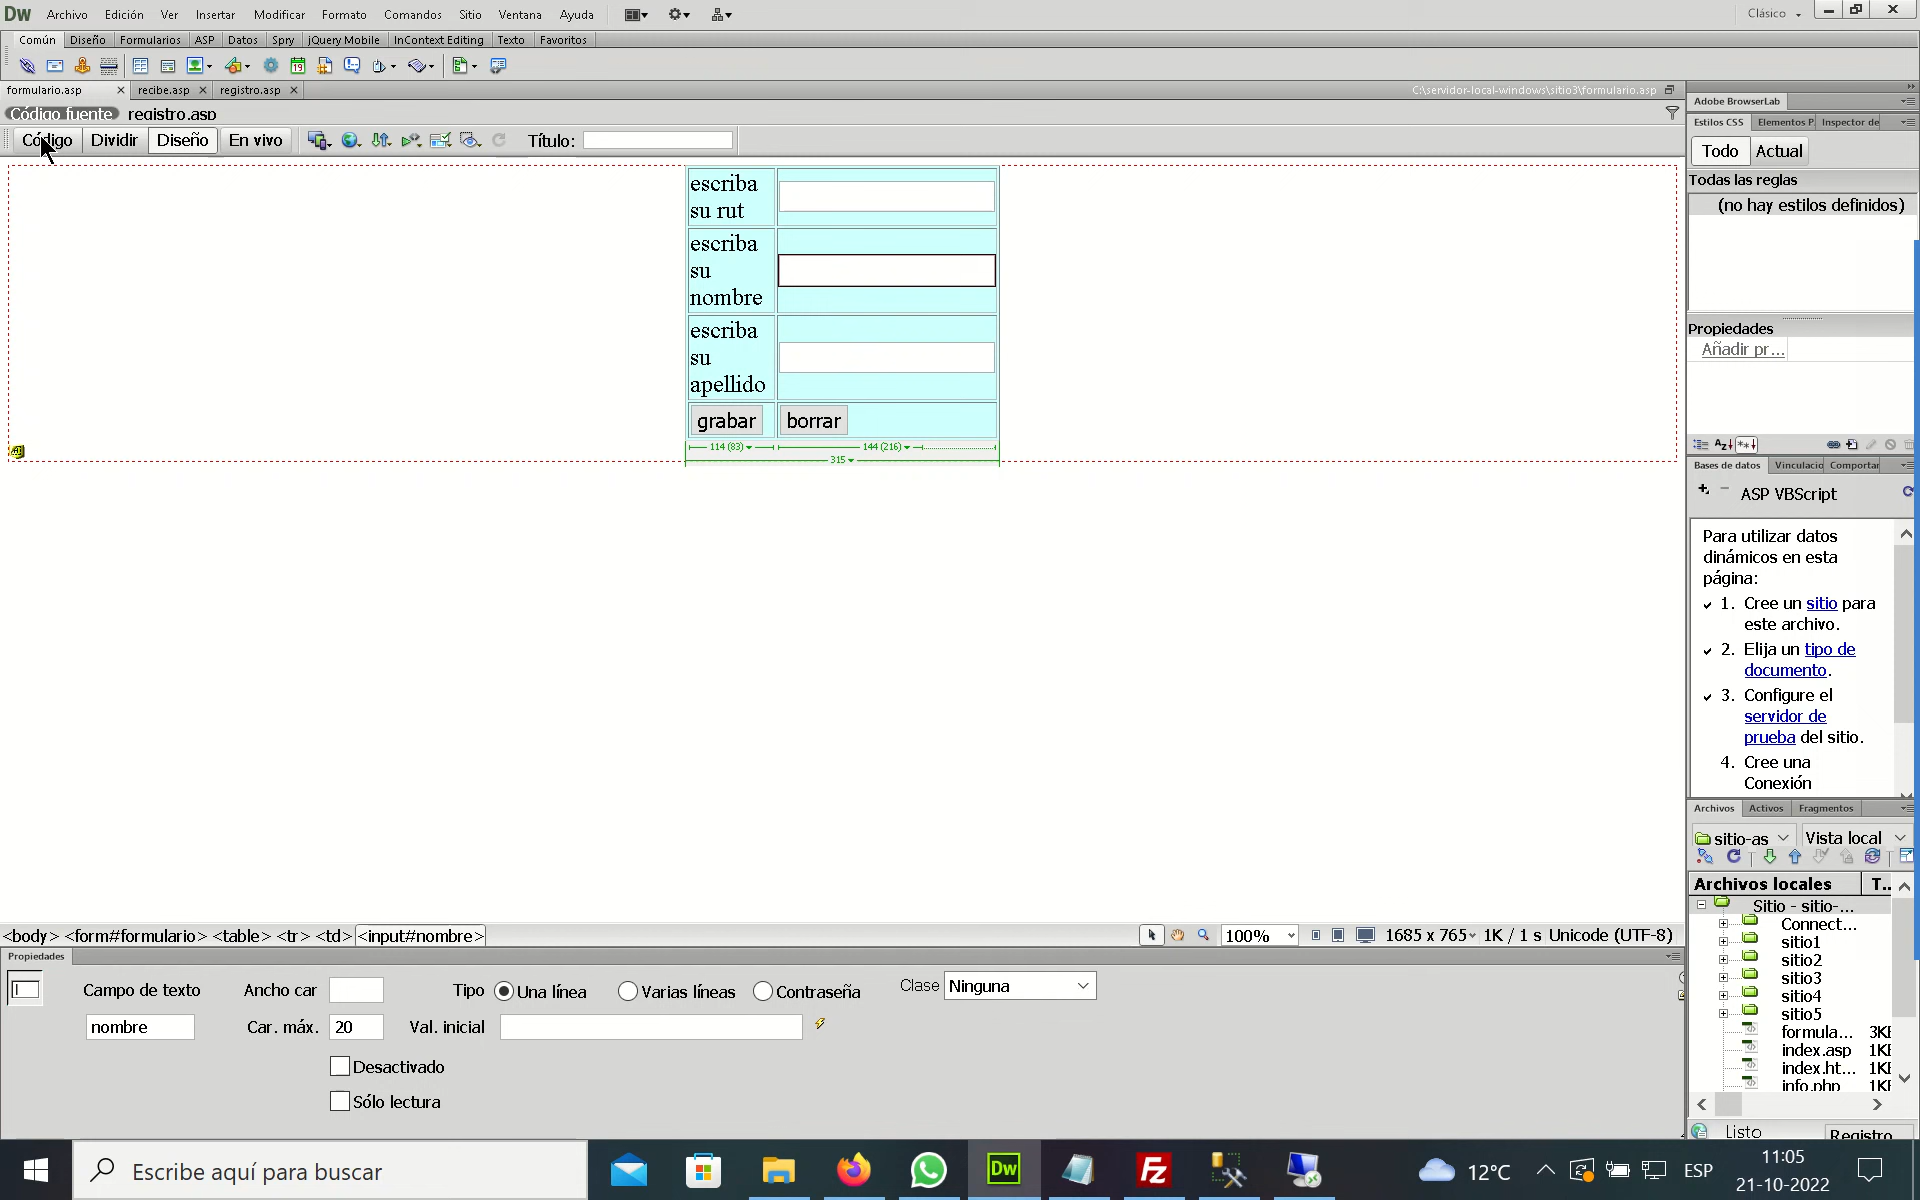 Dw Archivo Edición Ver Insertar Modificar Formato Comandos Sitio Ventana Ayuda Clásico
Común Diseño Formularios ASP Datos Spry jQuery Mobile InContext Editing Texto Favoritos
formulario.asp recibe.asp registro.asp C:\servidor-local-windows\sitio3\formulario.asp
Código fuente registro.asp
Código Dividir Diseño En vivo Título:
escriba
su rut
escriba
su
nombre
escriba
su
apellido
grabar borrar
114 (83) 144 (216)
315
Adobe BrowserLab
Estilos CSS Elementos P Inspector de
Todo Actual
Todas las reglas
(no hay estilos definidos)
Propiedades
Añadir pr...
Bases de datos Vinculacio Comportar
ASP VBScript
Para utilizar datos
dinámicos en esta
página:
1. Cree un sitio para
este archivo.
2. Elija un tipo de
documento.
3. Configure el
servidor de
prueba del sitio.
4. Cree una
Conexión
Archivos Activos Fragmentos
sitio-as Vista local
Archivos locales T..
Sitio - sitio-...
Connect...
sitio1
sitio2
sitio3
sitio4
sitio5
formula... 3KE
index.asp 1KE
index.ht... 1KE
info.php 1KE
Listo Registro
<body> <form#formulario> <table> <tr> <td> <input#nombre> 100% 1685 x 765 1K / 1 s Unicode (UTF-8)
Propiedades
Campo de texto Ancho car Tipo Una línea Varias líneas Contraseña Clase Ninguna
nombre Car. máx. 20 Val. inicial
Desactivado
Sólo lectura
Escribe aquí para buscar Dw Fz 12°C ESP 11:05
21-10-2022